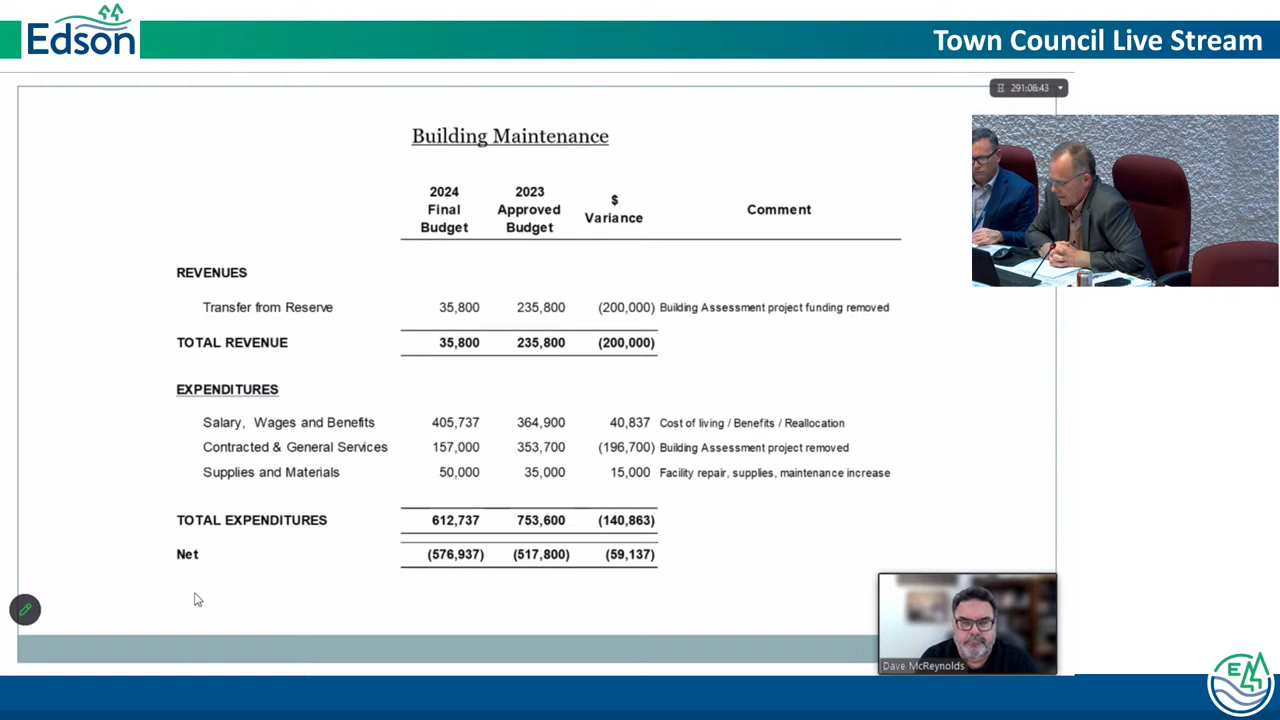 Edson
Town Council Live Stream
291:08:43
Building Maintenance
2024 Final Budget
2023 Approved Budget
$ Variance
Comment
REVENUES
Transfer from Reserve 35,800 235,800 (200,000) Building Assessment project funding removed
TOTAL REVENUE 35,800 235,800 (200,000)
EXPENDITURES
Salary, Wages and Benefits 405,737 364,900 40,837 Cost of living / Benefits / Reallocation
Contracted & General Services 157,000 353,700 (196,700) Building Assessment project removed
Supplies and Materials 50,000 35,000 15,000 Facility repair, supplies, maintenance increase
TOTAL EXPENDITURES 612,737 753,600 (140,863)
Net (576,937) (517,800) (59,137)
Dave McReynolds